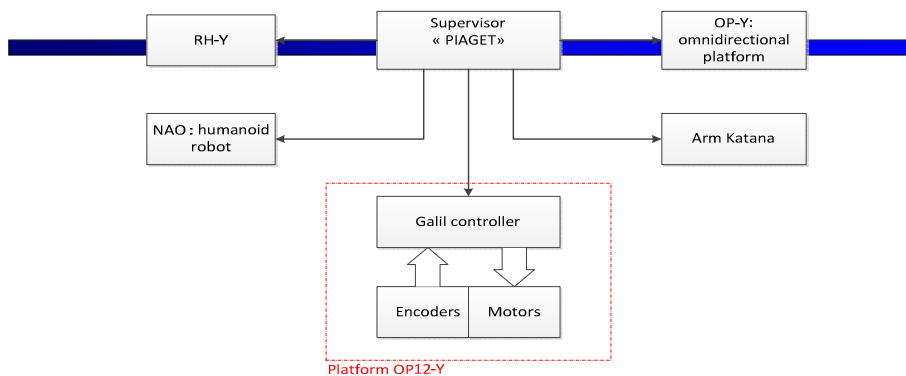 RH-Y
Supervisor
« PIAGET»
OP-Y:
omnidirectional
platform
NAO : humanoid
robot
Arm Katana
Galil controller
Encoders
Motors
Platform OP12-Y